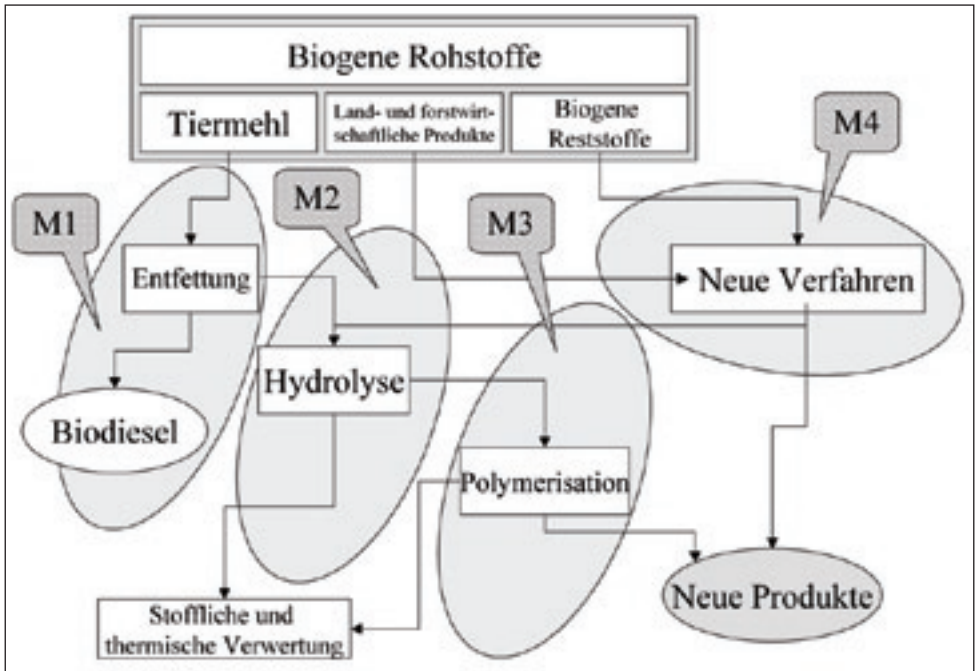 Biogene Rohstoffe
Tiermehl
Land- und forstwirt-
schaftliche Produkte
Biogene
Reststoffe
M4
M1
M2
M3
Entfettung
Neue Verfahren
Hydrolyse
Biodiesel
Polymerisation
Neue Produkte
Stoffliche und
thermische Verwertung